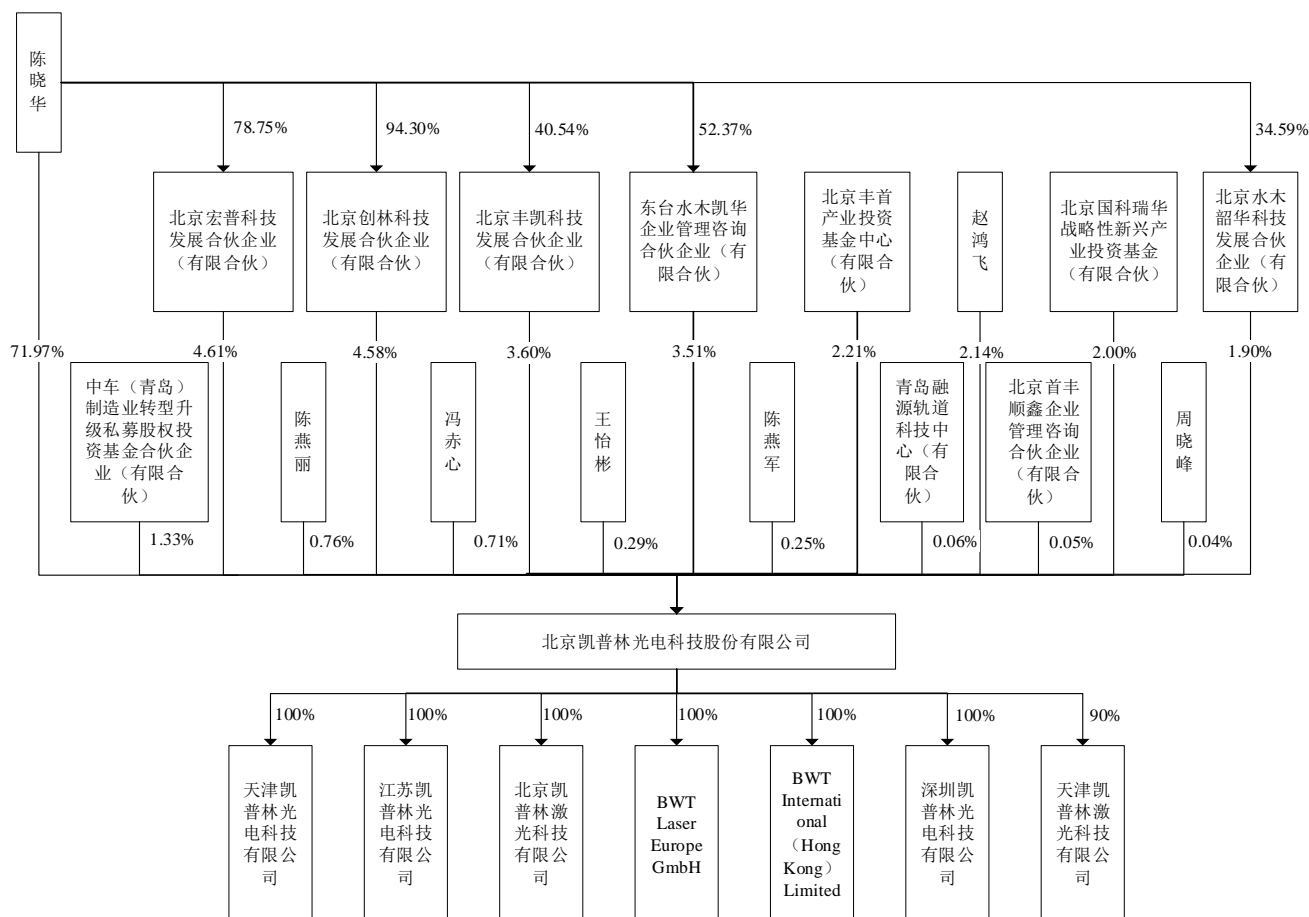 陈
晓
华
78.75%
94.30%
40.54%
52.37%
34.59%
北京宏普科技
发展合伙企业
（有限合伙）
北京创林科技
发展合伙企业
（有限合伙）
北京丰凯科技
发展合伙企业
（有限合伙）
东台水木凯华
企业管理咨询
合伙企业（有
限合伙）
北京丰首
产业投资
基金中心
（有限合
伙）
赵
鸿
飞
北京国科瑞华
战略性新兴产
业投资基金
（有限合伙）
北京水木
韶华科技
发展合伙
企业（有
限合伙）
71.97%
4.61%
4.58%
3.60%
3.51%
2.21%
2.14%
2.00%
1.90%
中车（青岛）
制造业转型升
级私募股权投
资基金合伙企
业（有限合
伙）
陈
燕
丽
冯
赤
心
王
怡
彬
陈
燕
军
青岛融
源轨道
科技中
心（有
限合
伙）
北京首丰
顺鑫企业
管理咨询
合伙企业
（有限合
伙）
周
晓
峰
1.33%
0.76%
0.71%
0.29%
0.25%
0.06%
0.05%
0.04%
北京凯普林光电科技股份有限公司
100%
100%
100%
100%
100%
100%
90%
天津凯
普林光
电科技
有限公
司
江苏凯
普林光
电科技
有限公
司
北京凯
普林激
光科技
有限公
司
BWT
Laser
Europe
GmbH
BWT
Internati
onal
（Hong
Kong）
Limited
深圳凯
普林光
电科技
有限公
司
天津凯
普林激
光科技
有限公
司